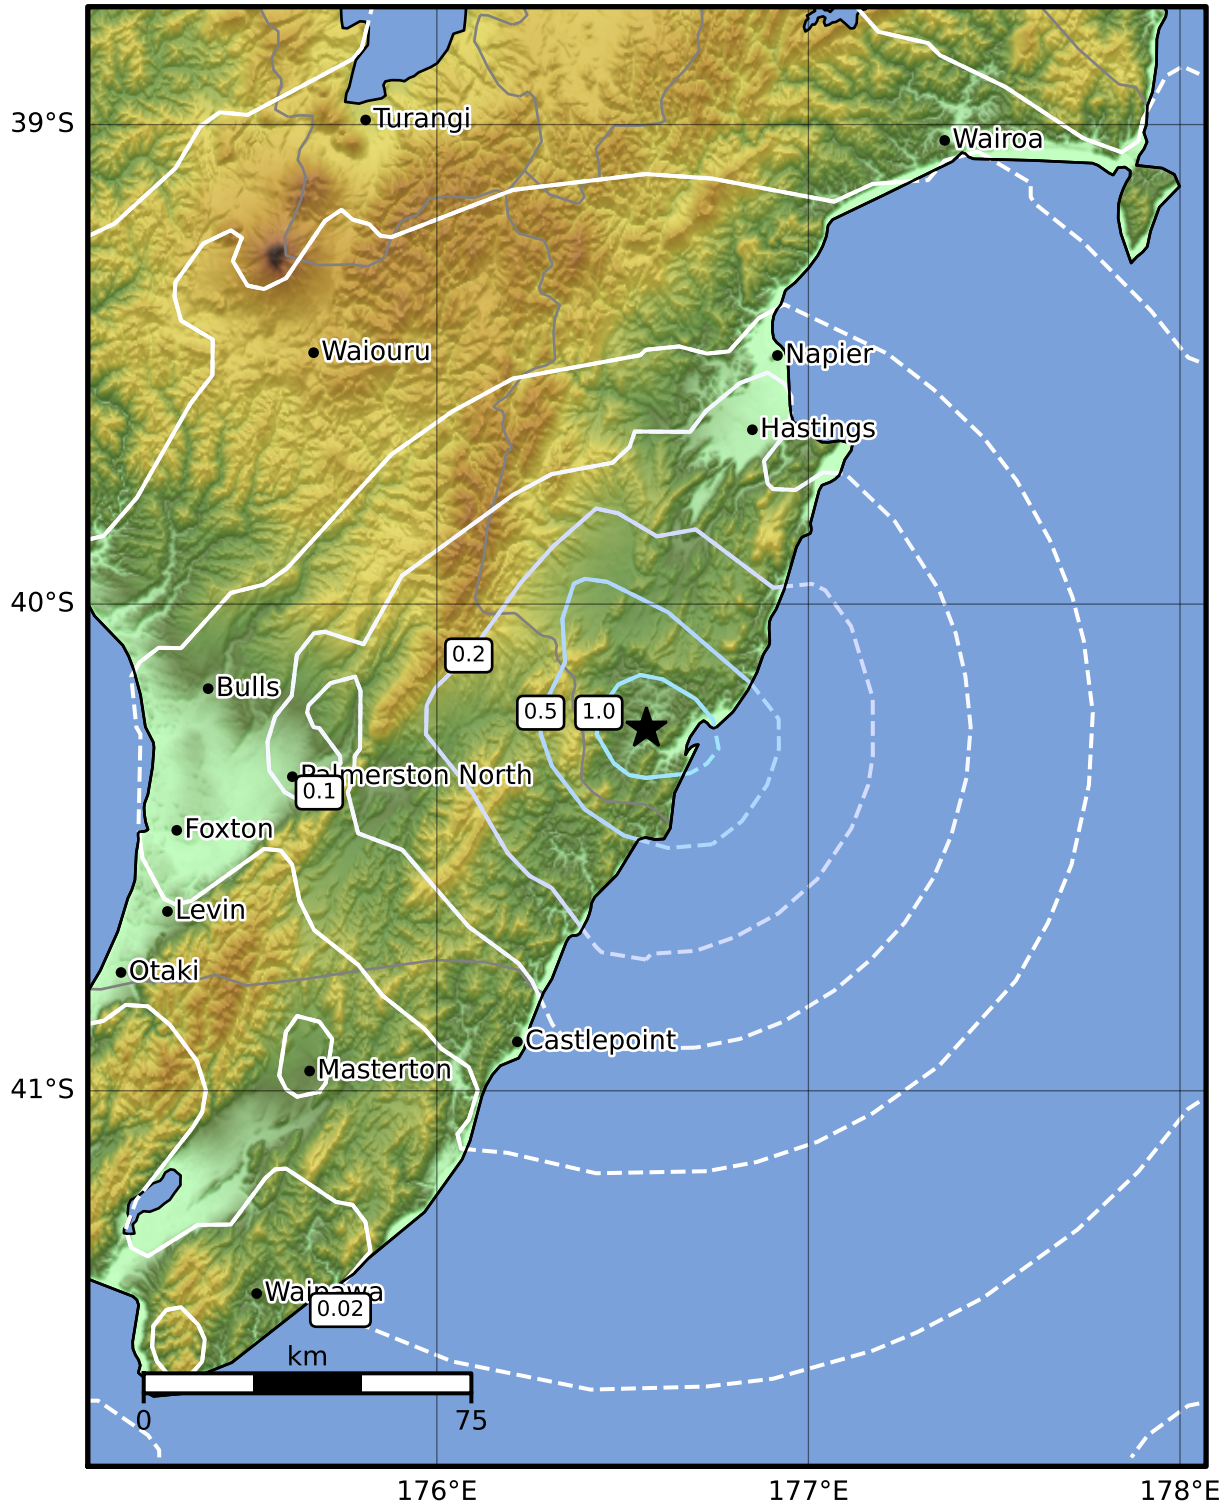 Turangi
39°S
Wairoa
Waiouru
Napier
Hastings
40°S
0.2
Bulls
0.5
1.0
Palmerston North
0.1
Foxton
Levin
Otaki
Castlepoint
Masterton
41°S
Waipawa
0.02
km
0
75
176°E
177°E
178°E